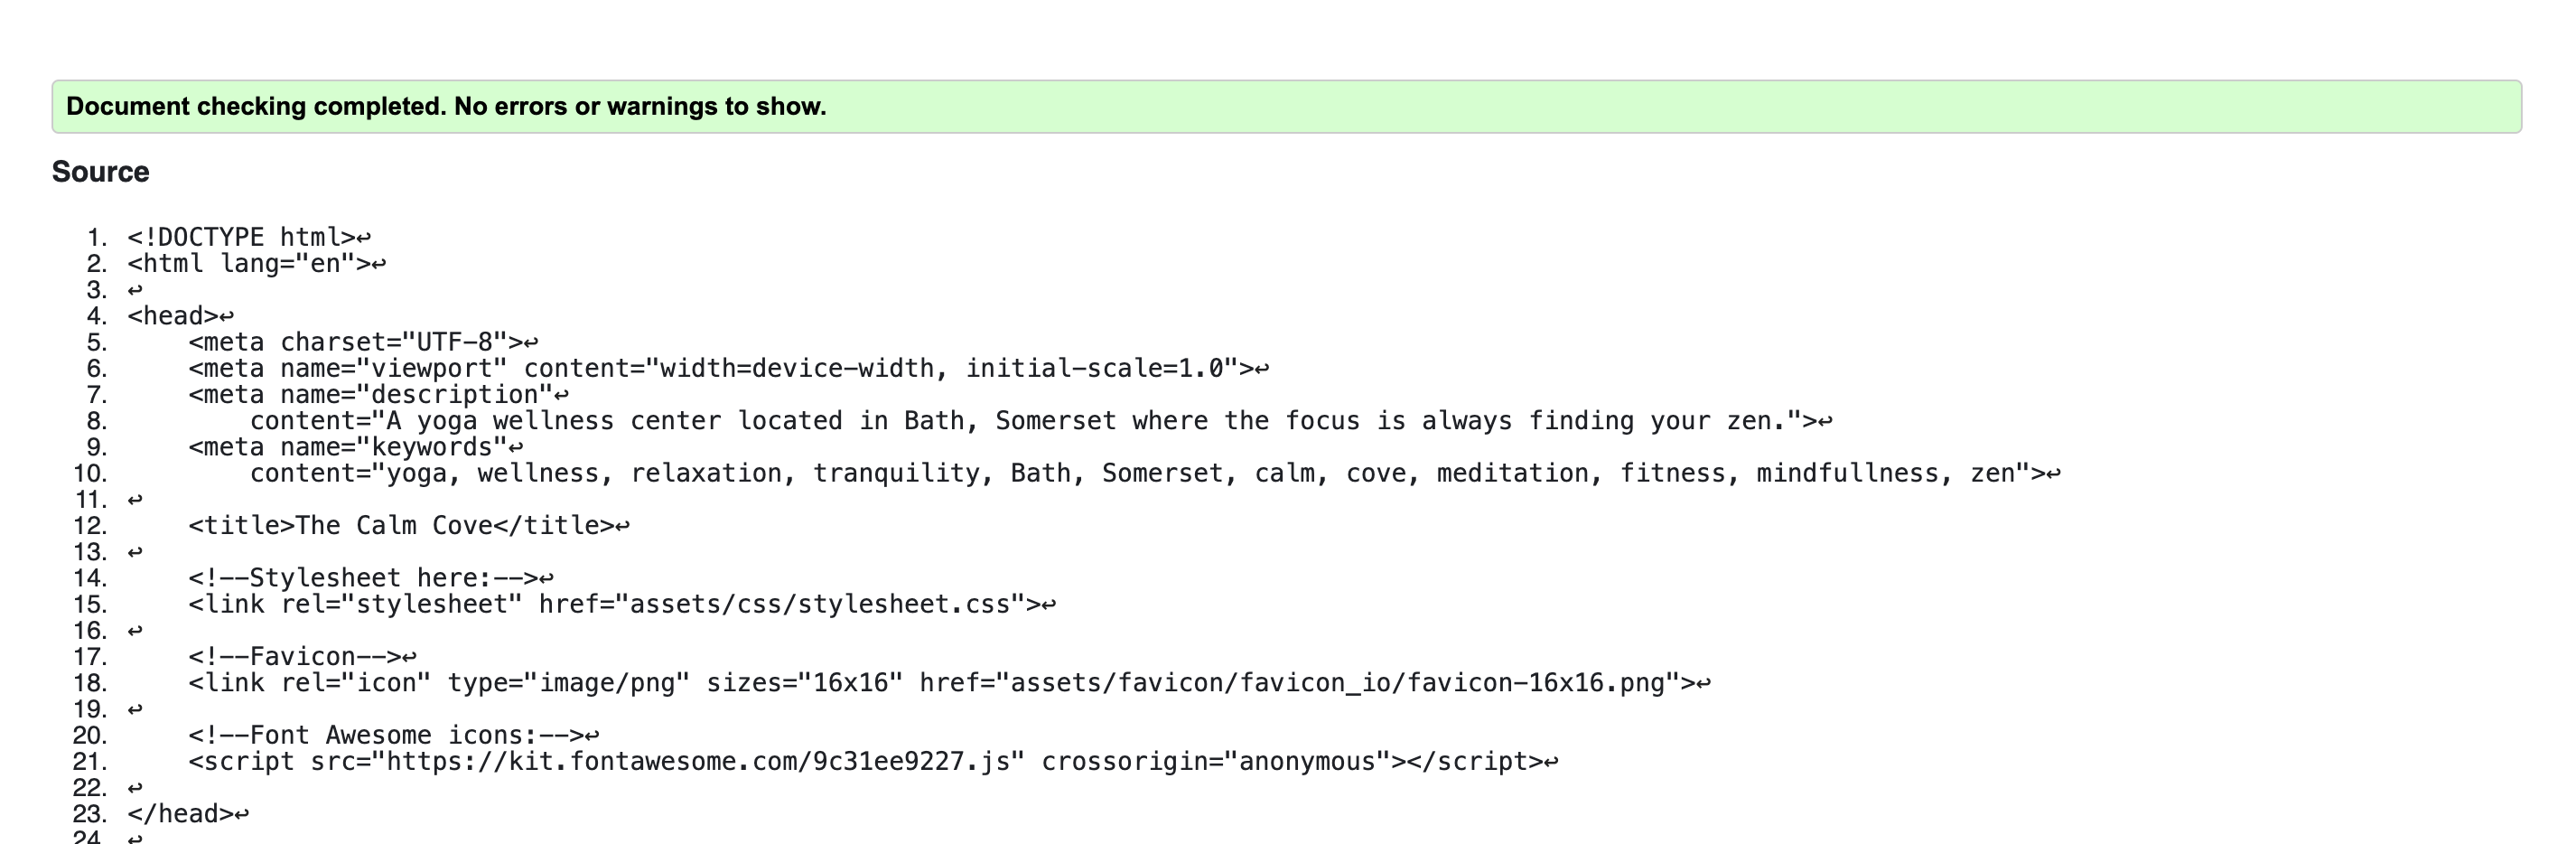 Document checking completed. No errors or warnings to show.
Source
1. <!DOCTYPE html>↩
2. <html lang="en">↩
3. ↩
4. <head>↩
5.     <meta charset="UTF-8">↩
6.     <meta name="viewport" content="width=device-width, initial-scale=1.0">↩
7.     <meta name="description"↩
8.         content="A yoga wellness center located in Bath, Somerset where the focus is always finding your zen.">↩
9.     <meta name="keywords"↩
10.         content="yoga, wellness, relaxation, tranquility, Bath, Somerset, calm, cove, meditation, fitness, mindfullness, zen">↩
11. ↩
12.     <title>The Calm Cove</title>↩
13. ↩
14.     <!--Stylesheet here:-->↩
15.     <link rel="stylesheet" href="assets/css/stylesheet.css">↩
16. ↩
17.     <!--Favicon-->↩
18.     <link rel="icon" type="image/png" sizes="16x16" href="assets/favicon/favicon_io/favicon-16x16.png">↩
19. ↩
20.     <!--Font Awesome icons:-->↩
21.     <script src="https://kit.fontawesome.com/9c31ee9227.js" crossorigin="anonymous"></script>↩
22. ↩
23. </head>↩
24. ↩